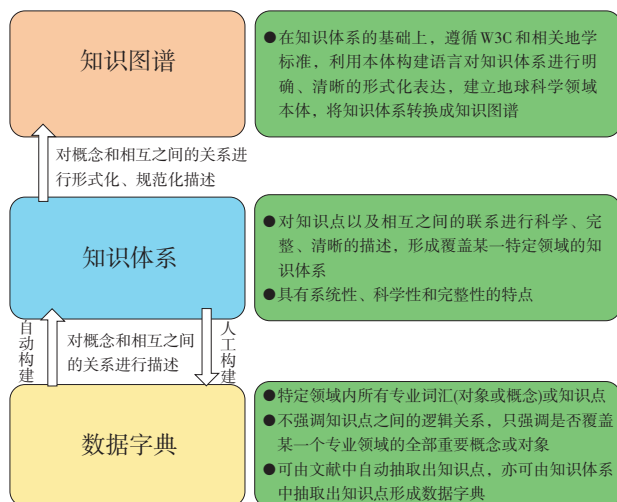 知识图谱
●在知识体系的基础上，遵循W3C和相关地学
标准，利用本体构建语言对知识体系进行明
确、清晰的形式化表达，建立地球科学领域
本体，将知识体系转换成知识图谱
对概念和相互之间的关系进
行形式化、规范化描述
知识体系
●对知识点以及相互之间的联系进行科学、完
整、清晰的描述，形成覆盖某一特定领域的知
识体系
●具有系统性、科学性和完整性的特点
自动构建
对概念和相互之间
的关系进行描述
人工构建
数据字典
●特定领域内所有专业词汇(对象或概念)或知识点
●不强调知识点之间的逻辑关系，只强调是否覆盖
某一个专业领域的全部重要概念或对象
●可由文献中自动抽取出知识点，亦可由知识体系
中抽取出知识点形成数据字典